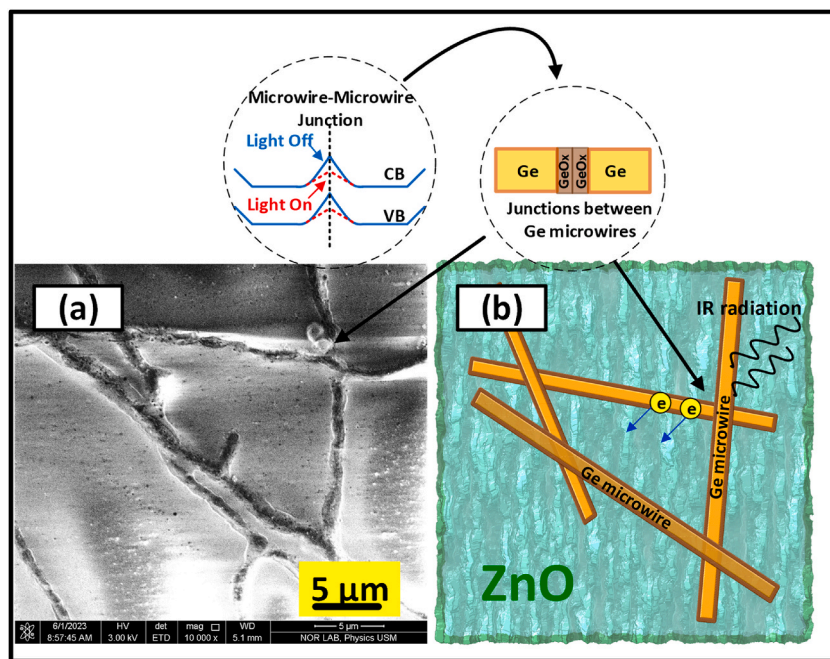 Microwire-Microwire
Junction
Light Off
CB
Light On
VB
Ge
GeOx
GeOx
Ge
Junctions between
Ge microwires
(a)
5 µm
6/1/2023 HV det mag □ WD 5 µm
8:57:45 AM 3.00 kV ETD 10 000 x 5.1 mm NOR LAB, Physics USM
(b)
IR radiation
e e
Ge microwire
Ge microwire
ZnO